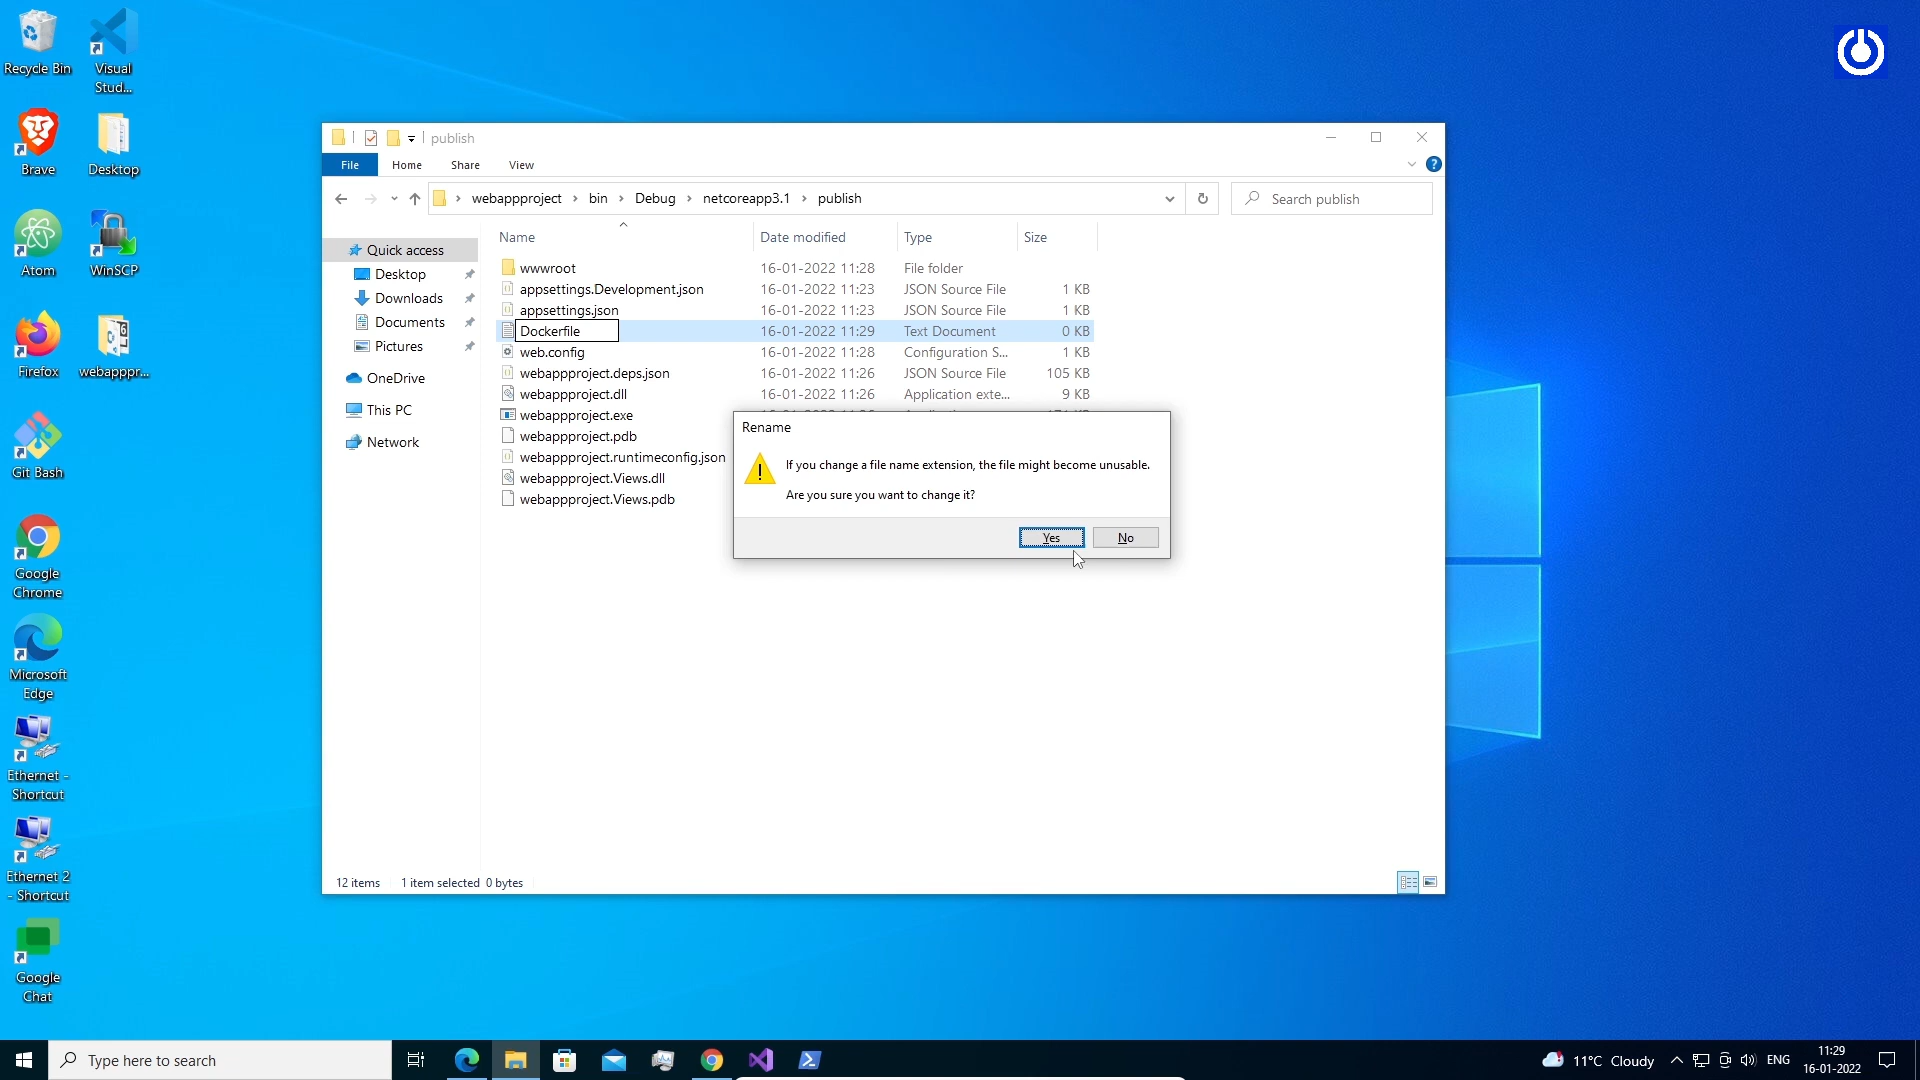 Recycle Bin
Visual
Stud...
Brave
Desktop
Atom
WinSCP
Firefox
webapppr...
Git Bash
Google
Chrome
Microsoft
Edge
Ethernet -
Shortcut
Ethernet 2
- Shortcut
Google
Chat
publish
File Home Share View
webappproject bin Debug netcoreapp3.1 publish
Search publish
Quick access
Desktop
Downloads
Documents
Pictures
OneDrive
This PC
Network
Name Date modified Type Size
wwwroot 16-01-2022 11:28 File folder
appsettings.Development.json 16-01-2022 11:23 JSON Source File 1 KB
appsettings.json 16-01-2022 11:23 JSON Source File 1 KB
Dockerfile 16-01-2022 11:29 Text Document 0 KB
web.config 16-01-2022 11:28 Configuration S... 1 KB
webappproject.deps.json 16-01-2022 11:26 JSON Source File 105 KB
webappproject.dll 16-01-2022 11:26 Application exte... 9 KB
webappproject.exe
webappproject.pdb
webappproject.runtimeconfig.json
webappproject.Views.dll
webappproject.Views.pdb
Rename
If you change a file name extension, the file might become unusable.
Are you sure you want to change it?
Yes No
12 items 1 item selected 0 bytes
Type here to search
11°C Cloudy
ENG
11:29
16-01-2022